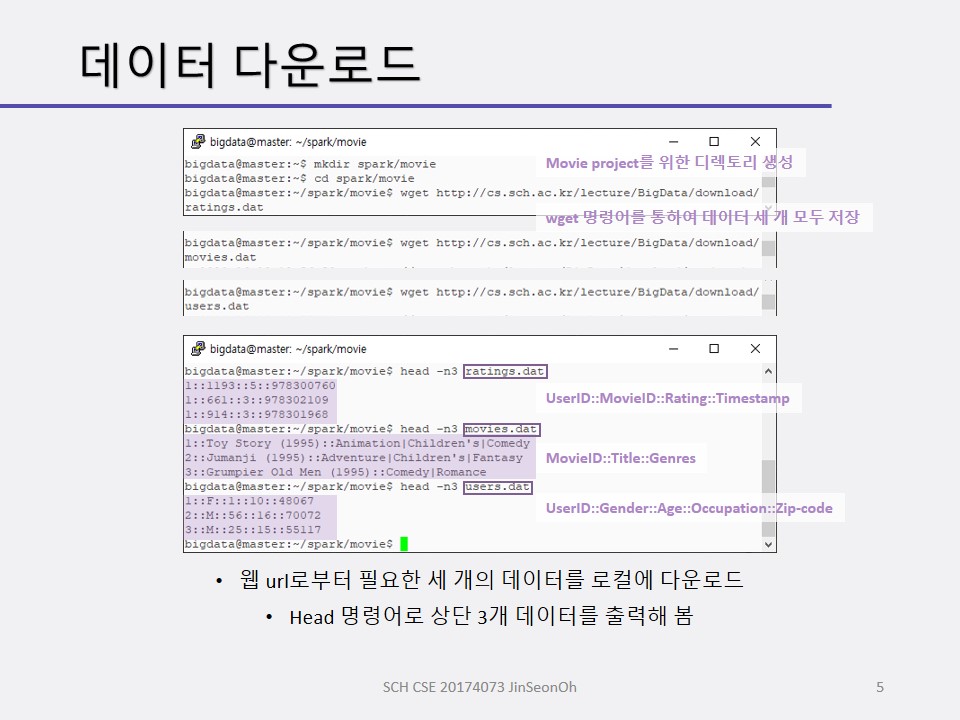 데이터 다운로드
bigdata@master: ~/spark/movie
bigdata@master:~$ mkdir spark/movie
Movie project를 위한 디렉토리 생성
bigdata@master:~$ cd spark/movie
bigdata@master:~/spark/movie$ wget http://cs.sch.ac.kr/lecture/BigData/download/
ratings.dat
wget 명령어를 통하여 데이터 세 개 모두 저장
bigdata@master:~/spark/movie$ wget http://cs.sch.ac.kr/lecture/BigData/download/
movies.dat
bigdata@master:~/spark/movie$ wget http://cs.sch.ac.kr/lecture/BigData/download/
users.dat
bigdata@master: ~/spark/movie
bigdata@master:~/spark/movie$ head -n3 ratings.dat
1::1193::5::978300760
1::661::3::978302109
1::914::3::978301968
UserID::MovieID::Rating::Timestamp
bigdata@master:~/spark/movie$ head -n3 movies.dat
1::Toy Story (1995)::Animation|Children's|Comedy
2::Jumanji (1995)::Adventure|Children's|Fantasy
3::Grumpier Old Men (1995)::Comedy|Romance
MovieID::Title::Genres
bigdata@master:~/spark/movie$ head -n3 users.dat
1::F::1::10::48067
2::M::56::16::70072
3::M::25::15::55117
UserID::Gender::Age::Occupation::Zip-code
bigdata@master:~/spark/movie$
• 웹 url로부터 필요한 세 개의 데이터를 로컬에 다운로드
• Head 명령어로 상단 3개 데이터를 출력해 봄
SCH CSE 20174073 JinSeonOh
5